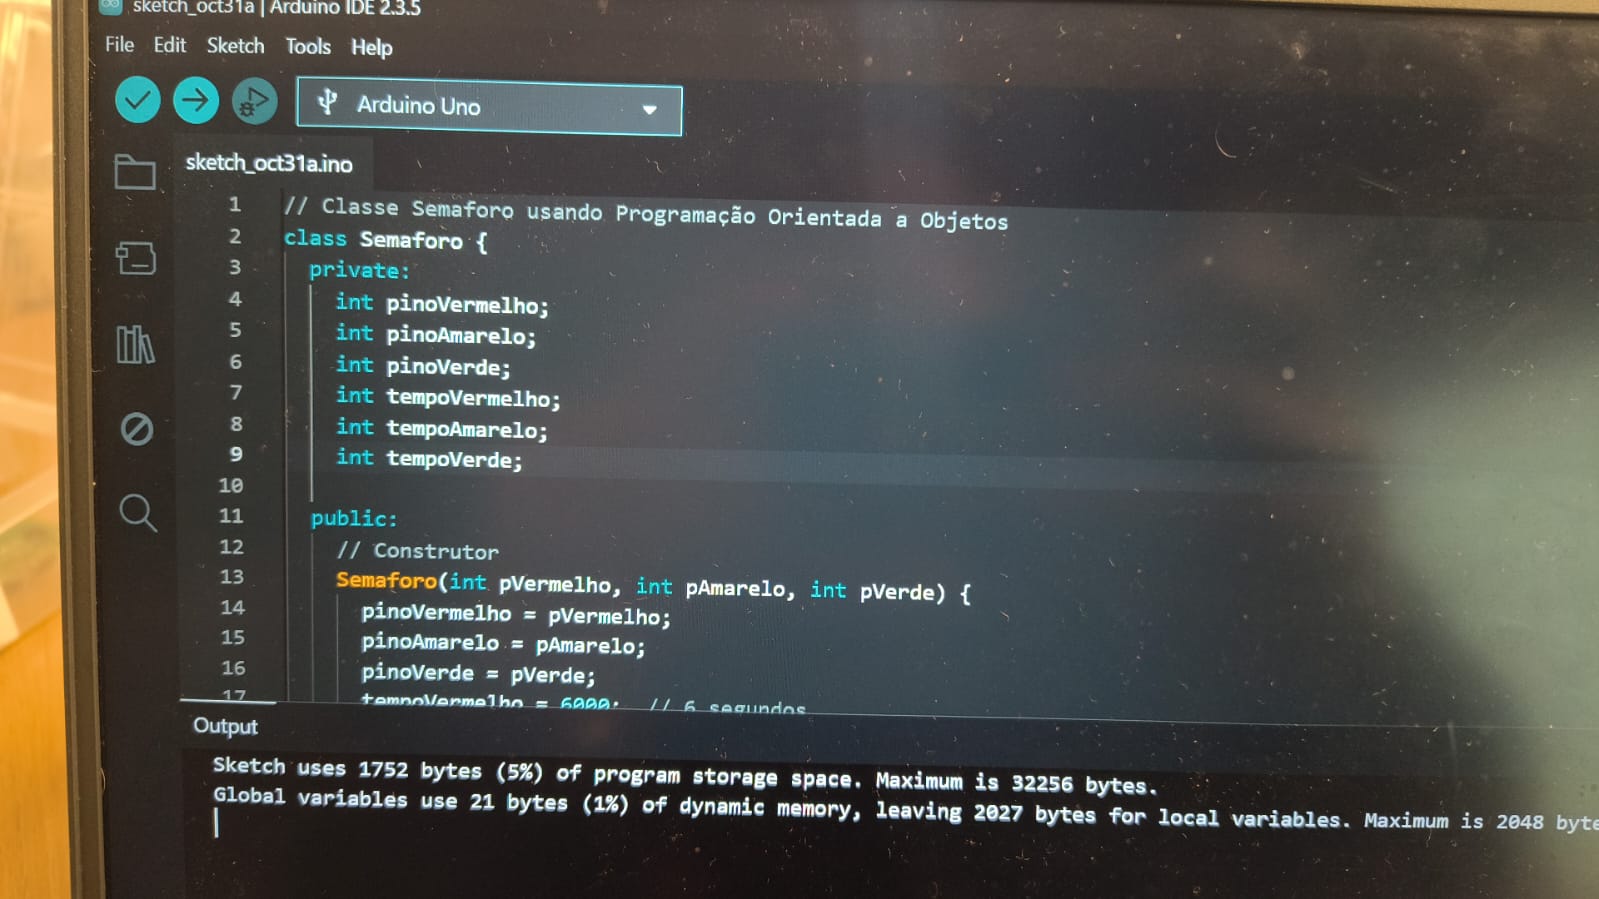 sketch_oct31a | Arduino IDE 2.3.5
File Edit Sketch Tools Help
Arduino Uno
sketch_oct31a.ino
1 // Classe Semaforo usando Programação Orientada a Objetos
2 class Semaforo {
3 private:
4 int pinoVermelho;
5 int pinoAmarelo;
6 int pinoVerde;
7 int tempoVermelho;
8 int tempoAmarelo;
9 int tempoVerde;
10
11 public:
12 // Construtor
13 Semaforo(int pVermelho, int pAmarelo, int pVerde) {
14 pinoVermelho = pVermelho;
15 pinoAmarelo = pAmarelo;
16 pinoVerde = pVerde;
17 tempoVermelho = 6000; // 6 segundos
Output
Sketch uses 1752 bytes (5%) of program storage space. Maximum is 32256 bytes.
Global variables use 21 bytes (1%) of dynamic memory, leaving 2027 bytes for local variables. Maximum is 2048 byte